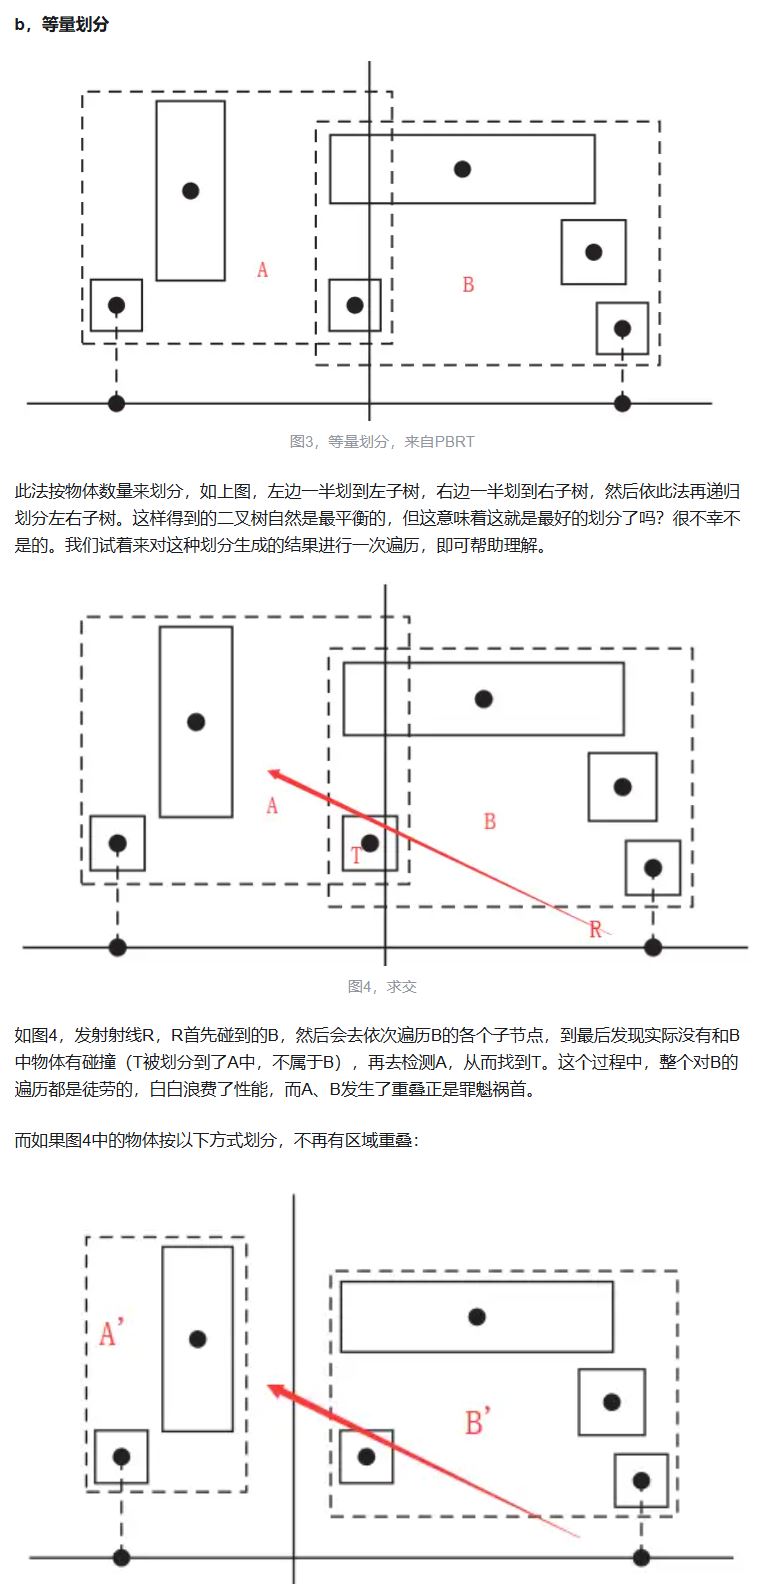 b，等量划分
A
B
图3，等量划分，来自PBRT
此法按物体数量来划分，如上图，左边一半划到左子树，右边一半划到右子树，然后依此法再递归
划分左右子树。这样得到的二叉树自然是最平衡的，但这意味着这就是最好的划分了吗？很不幸不
是的。我们试着来对这种划分生成的结果进行一次遍历，即可帮助理解。
A
B
T
R
图4，求交
如图4，发射射线R，R首先碰到的B，然后会去依次遍历B的各个子节点，到最后发现实际没有和B
中物体有碰撞（T被划分到了A中，不属于B），再去检测A，从而找到T。这个过程中，整个对B的
遍历都是徒劳的，白白浪费了性能，而A、B发生了重叠正是罪魁祸首。
而如果图4中的物体按以下方式划分，不再有区域重叠：
A'
B'